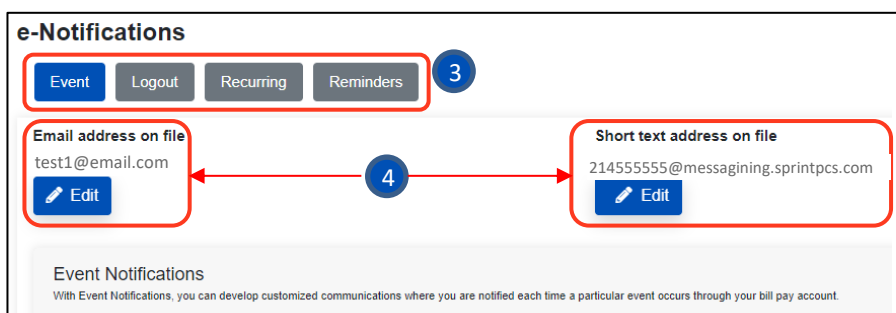 e-Notifications
Event Logout Recurring Reminders 3
Email address on file Short text address on file
test1@email.com 214555555@messagining.sprintpcs.com
4
Edit Edit
Event Notifications
With Event Notifications, you can develop customized communications where you are notified each time a particular event occurs through your bill pay account.